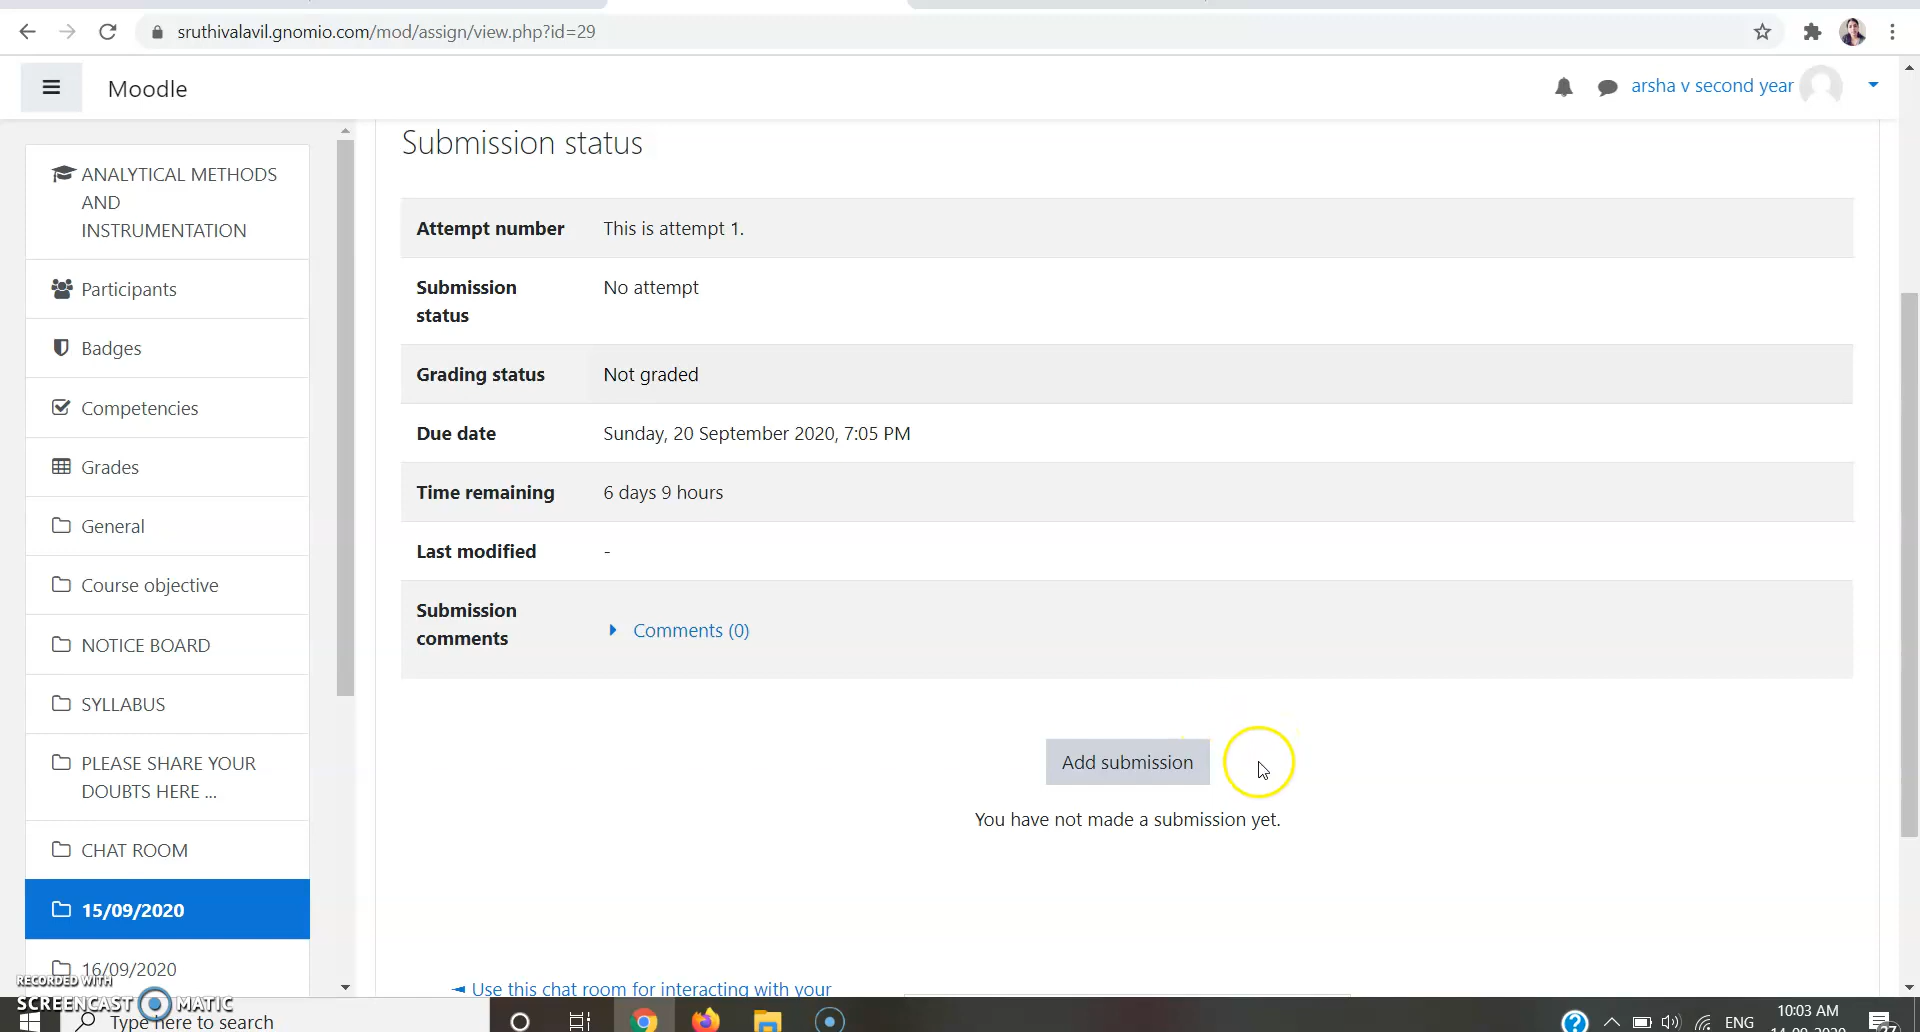 sruthivalavil.gnomio.com/mod/assign/view.php?id=29
Moodle
arsha v second year
ANALYTICAL METHODS
AND
INSTRUMENTATION
Participants
Badges
Competencies
Grades
General
Course objective
NOTICE BOARD
SYLLABUS
PLEASE SHARE YOUR
DOUBTS HERE ...
CHAT ROOM
15/09/2020
16/09/2020
Submission status
Attempt number This is attempt 1.
Submission
status
No attempt
Grading status Not graded
Due date Sunday, 20 September 2020, 7:05 PM
Time remaining 6 days 9 hours
Last modified -
Submission
comments
Comments (0)
Add submission
You have not made a submission yet.
◄ Use this chat room for interacting with your
RECORDED WITH
SCREENCAST MATIC
Type here to search
ENG
10:03 AM
14-09-2020
27